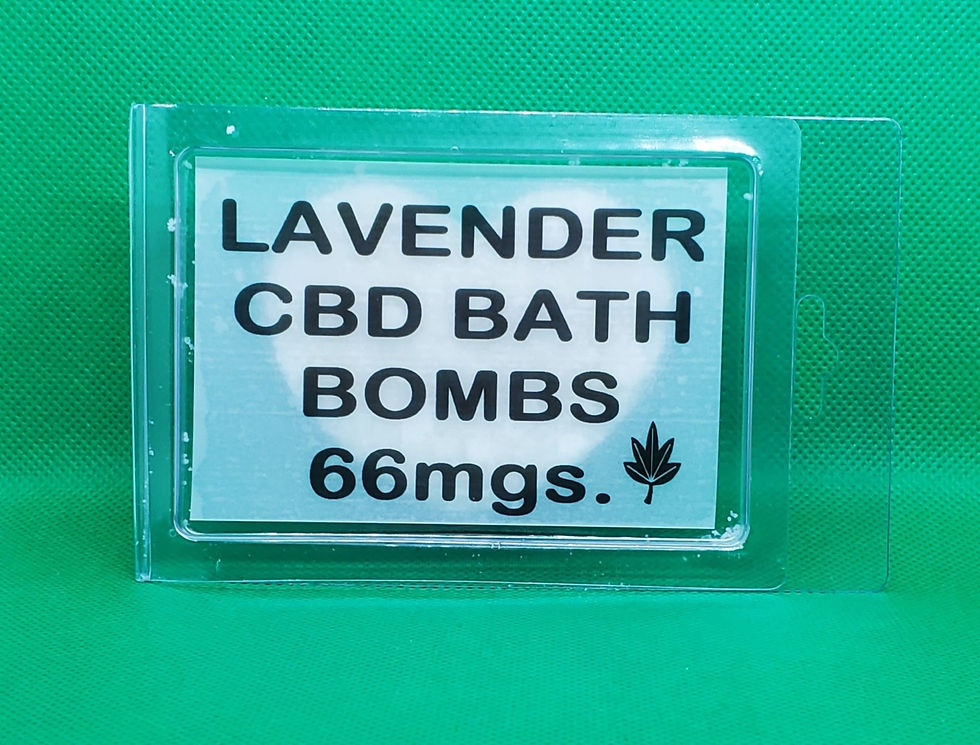 LAVENDER
CBD BATH
BOMBS
66mgs.